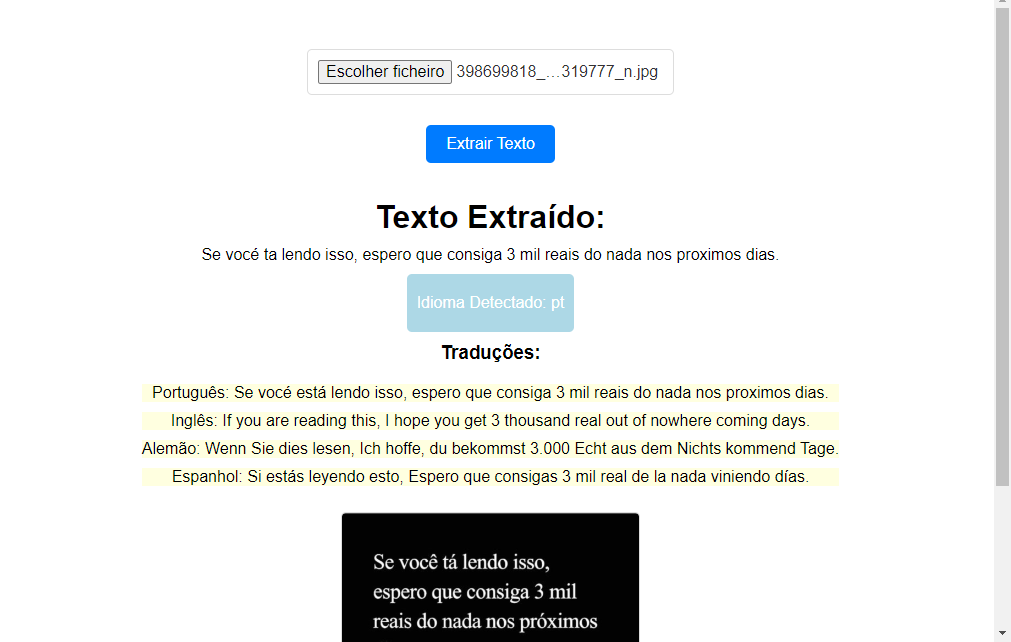 Escolher ficheiro 398699818_...319777_n.jpg
Extrair Texto
Texto Extraído:
Se vocé ta lendo isso, espero que consiga 3 mil reais do nada nos proximos dias.
Idioma Detectado: pt
Traduções:
Português: Se vocé está lendo isso, espero que consiga 3 mil reais do nada nos proximos dias.
Inglês: If you are reading this, I hope you get 3 thousand real out of nowhere coming days.
Alemão: Wenn Sie dies lesen, Ich hoffe, du bekommst 3.000 Echt aus dem Nichts kommend Tage.
Espanhol: Si estás leyendo esto, Espero que consigas 3 mil real de la nada viniendo días.
Se você tá lendo isso,
espero que consiga 3 mil
reais do nada nos próximos